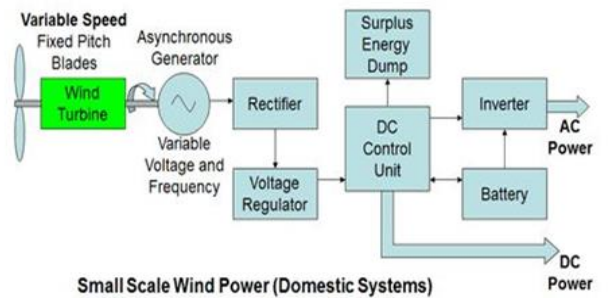 Variable Speed
Fixed Pitch
Blades
Wind
Turbine
Asynchronous
Generator
Variable
Voltage and
Frequency
Rectifier
Voltage
Regulator
Surplus
Energy
Dump
DC
Control
Unit
Inverter
Battery
AC
Power
DC
Power
Small Scale Wind Power (Domestic Systems)